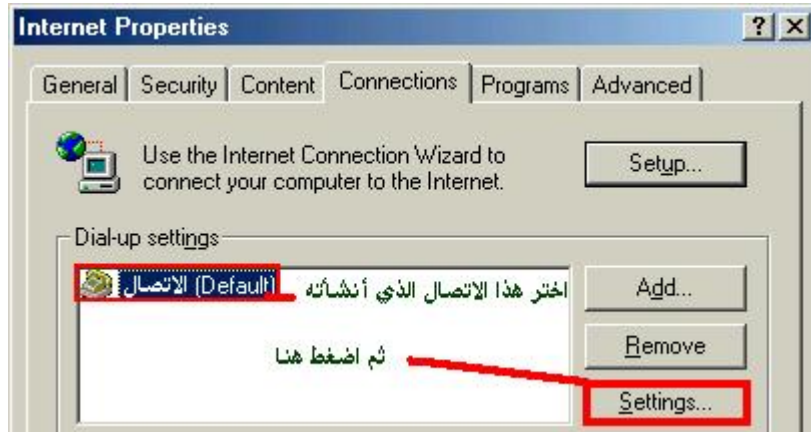 Internet Properties
General Security Content Connections Programs Advanced
Use the Internet Connection Wizard to
connect your computer to the Internet.
Setup...
Dial-up settings
الاتصال (Default)
اختر هذا الاتصال الذي أنشأته
Add...
ثم اضغط هنا
Remove
Settings...